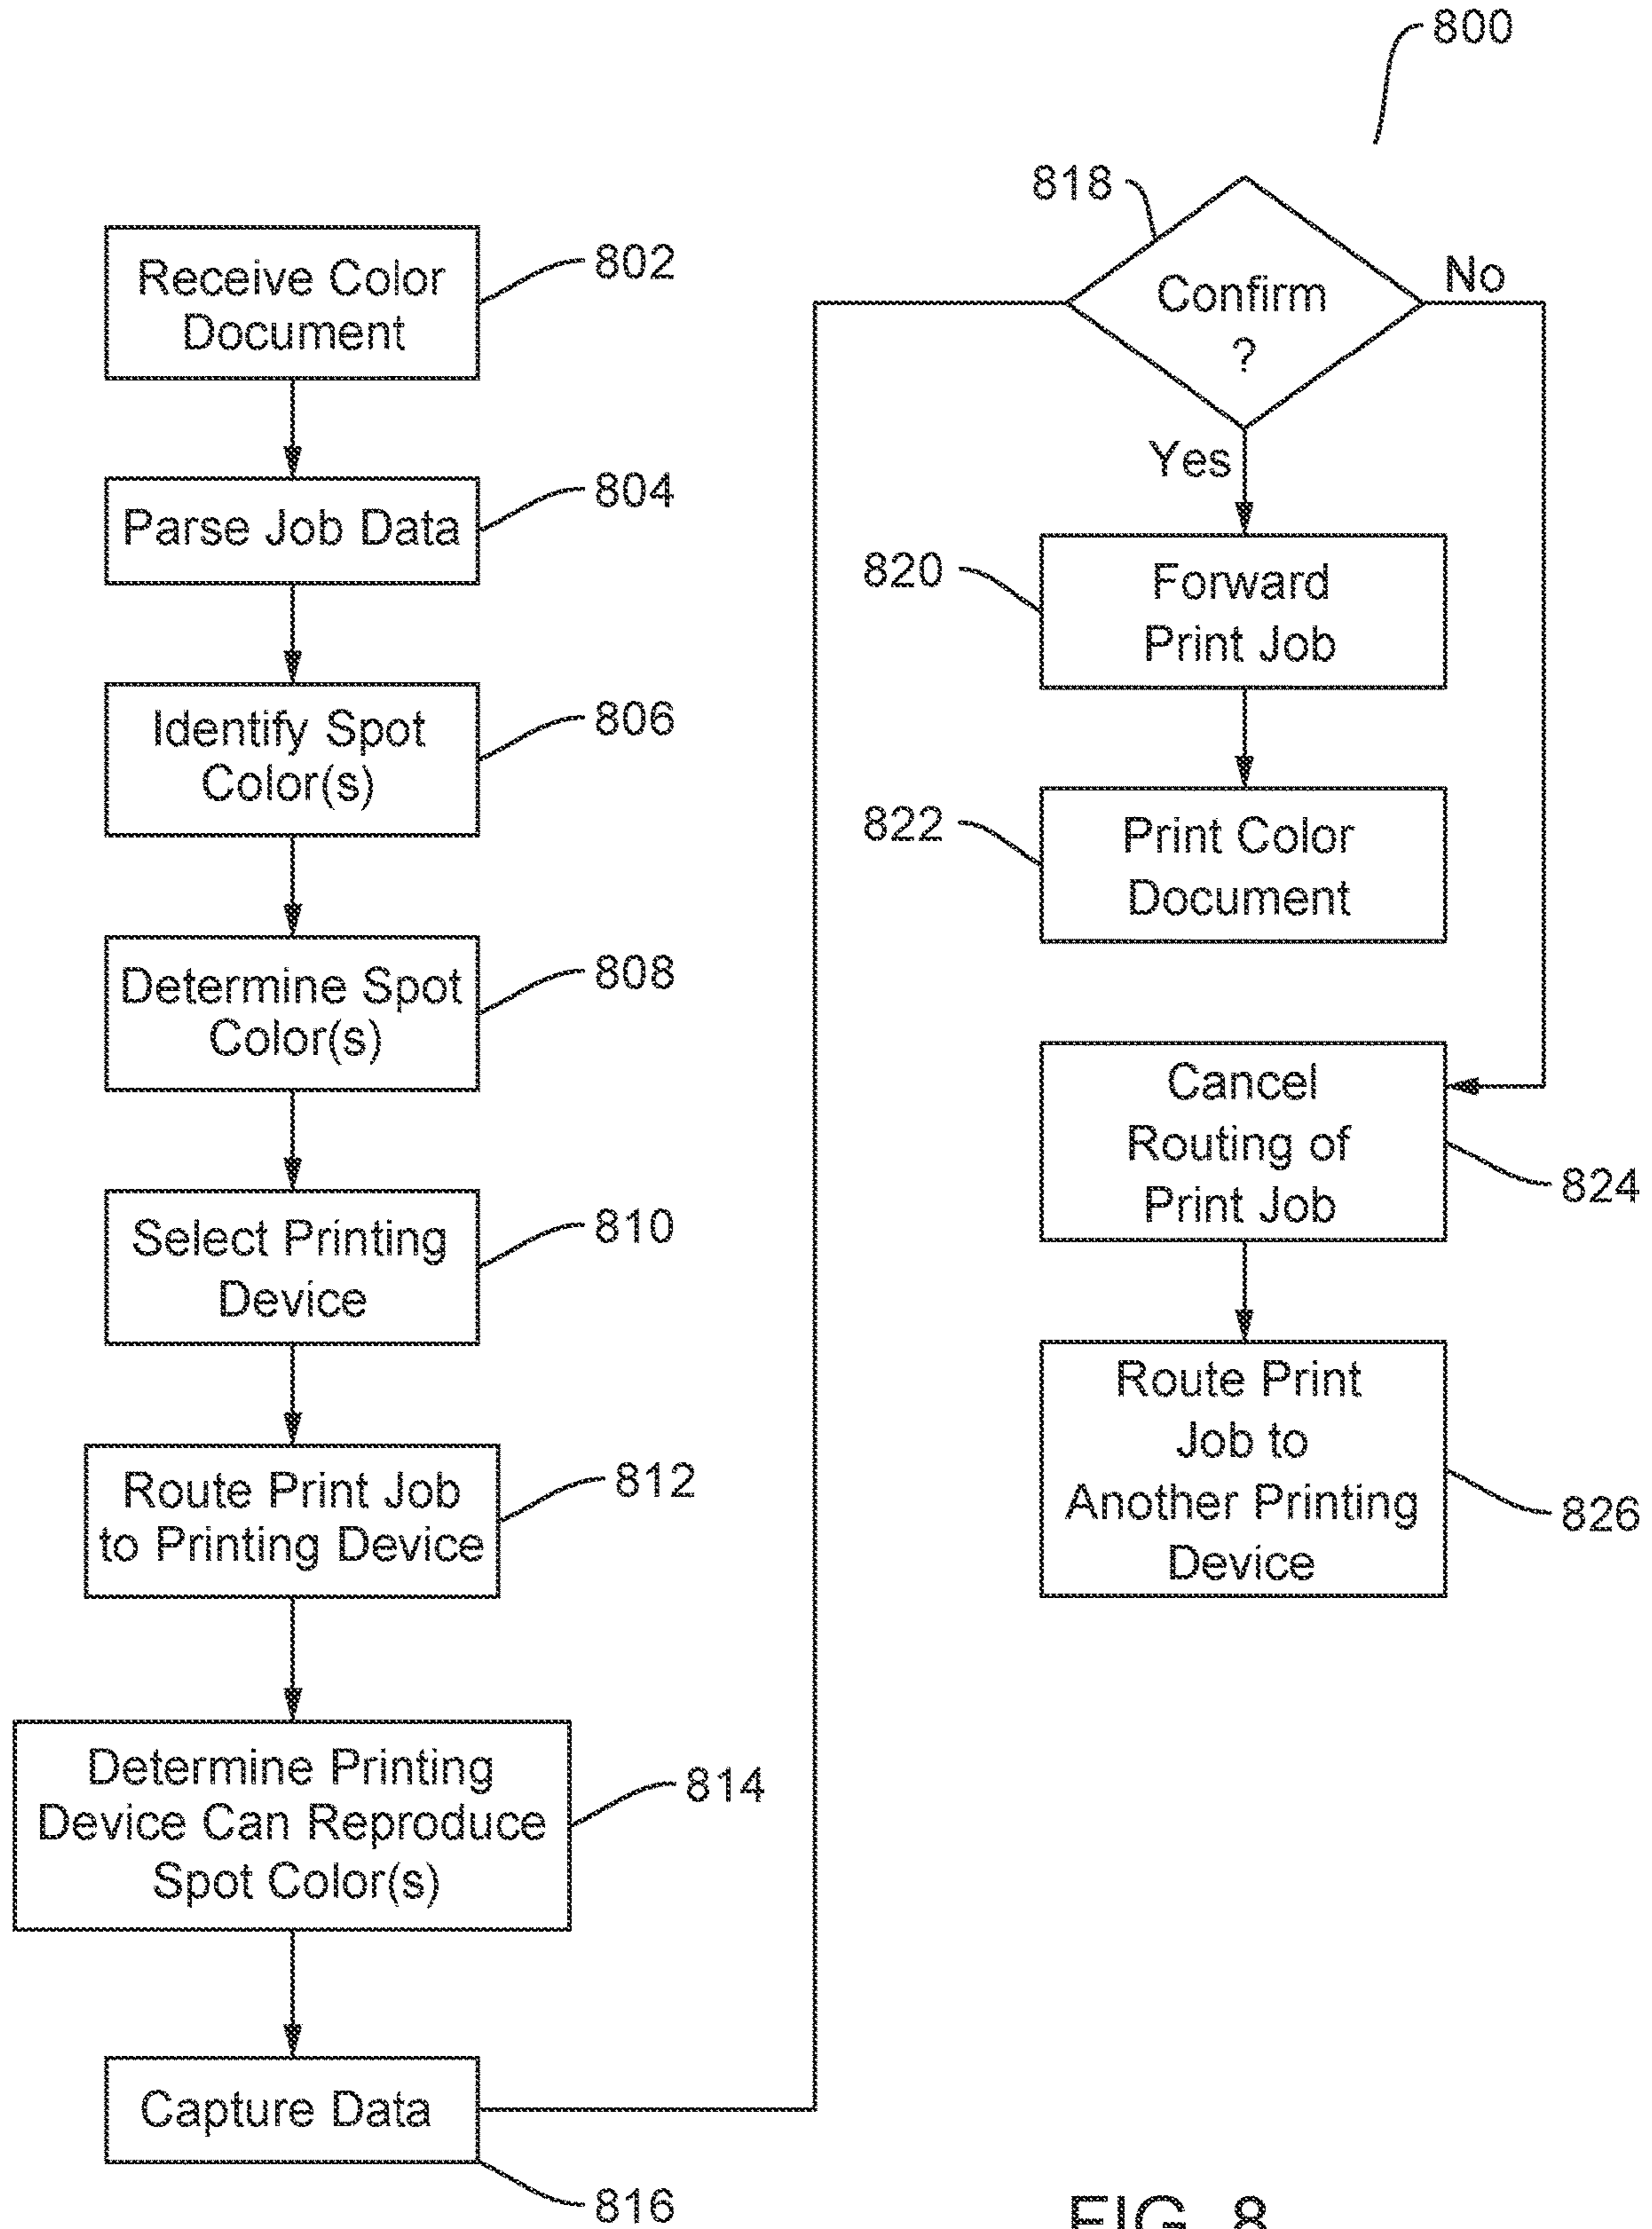 800
Receive Color
Document
802
Parse Job Data
804
Identify Spot
Color(s)
806
Determine Spot
Color(s)
808
Select Printing
Device
810
Route Print Job
to Printing Device
812
Determine Printing
Device Can Reproduce
Spot Color(s)
814
Capture Data
816
818
Confirm
?
No
Yes
820
Forward
Print Job
822
Print Color
Document
Cancel
Routing of
Print Job
824
Route Print
Job to
Another Printing
Device
826
FIG. 8